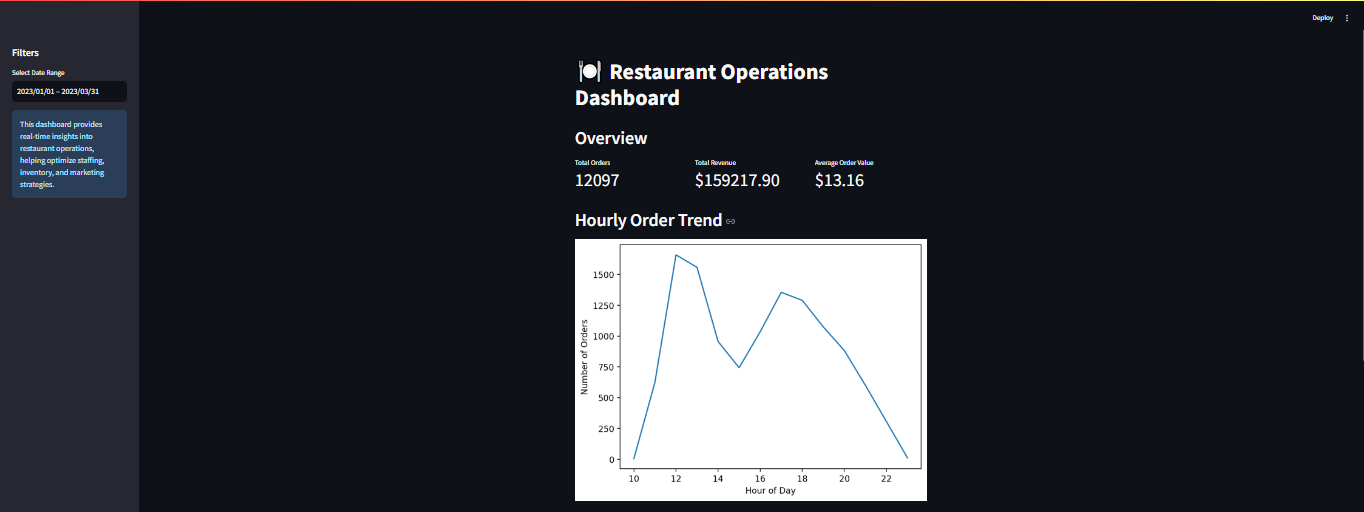 Deploy
Filters
Select Date Range
2023/01/01 – 2023/03/31
This dashboard provides
real-time insights into
restaurant operations,
helping optimize staffing,
inventory, and marketing
strategies.
Restaurant Operations
Dashboard
Overview
Total Orders
12097
Total Revenue
$159217.90
Average Order Value
$13.16
Hourly Order Trend
Number of Orders
1500
1250
1000
750
500
250
0
10 12 14 16 18 20 22
Hour of Day